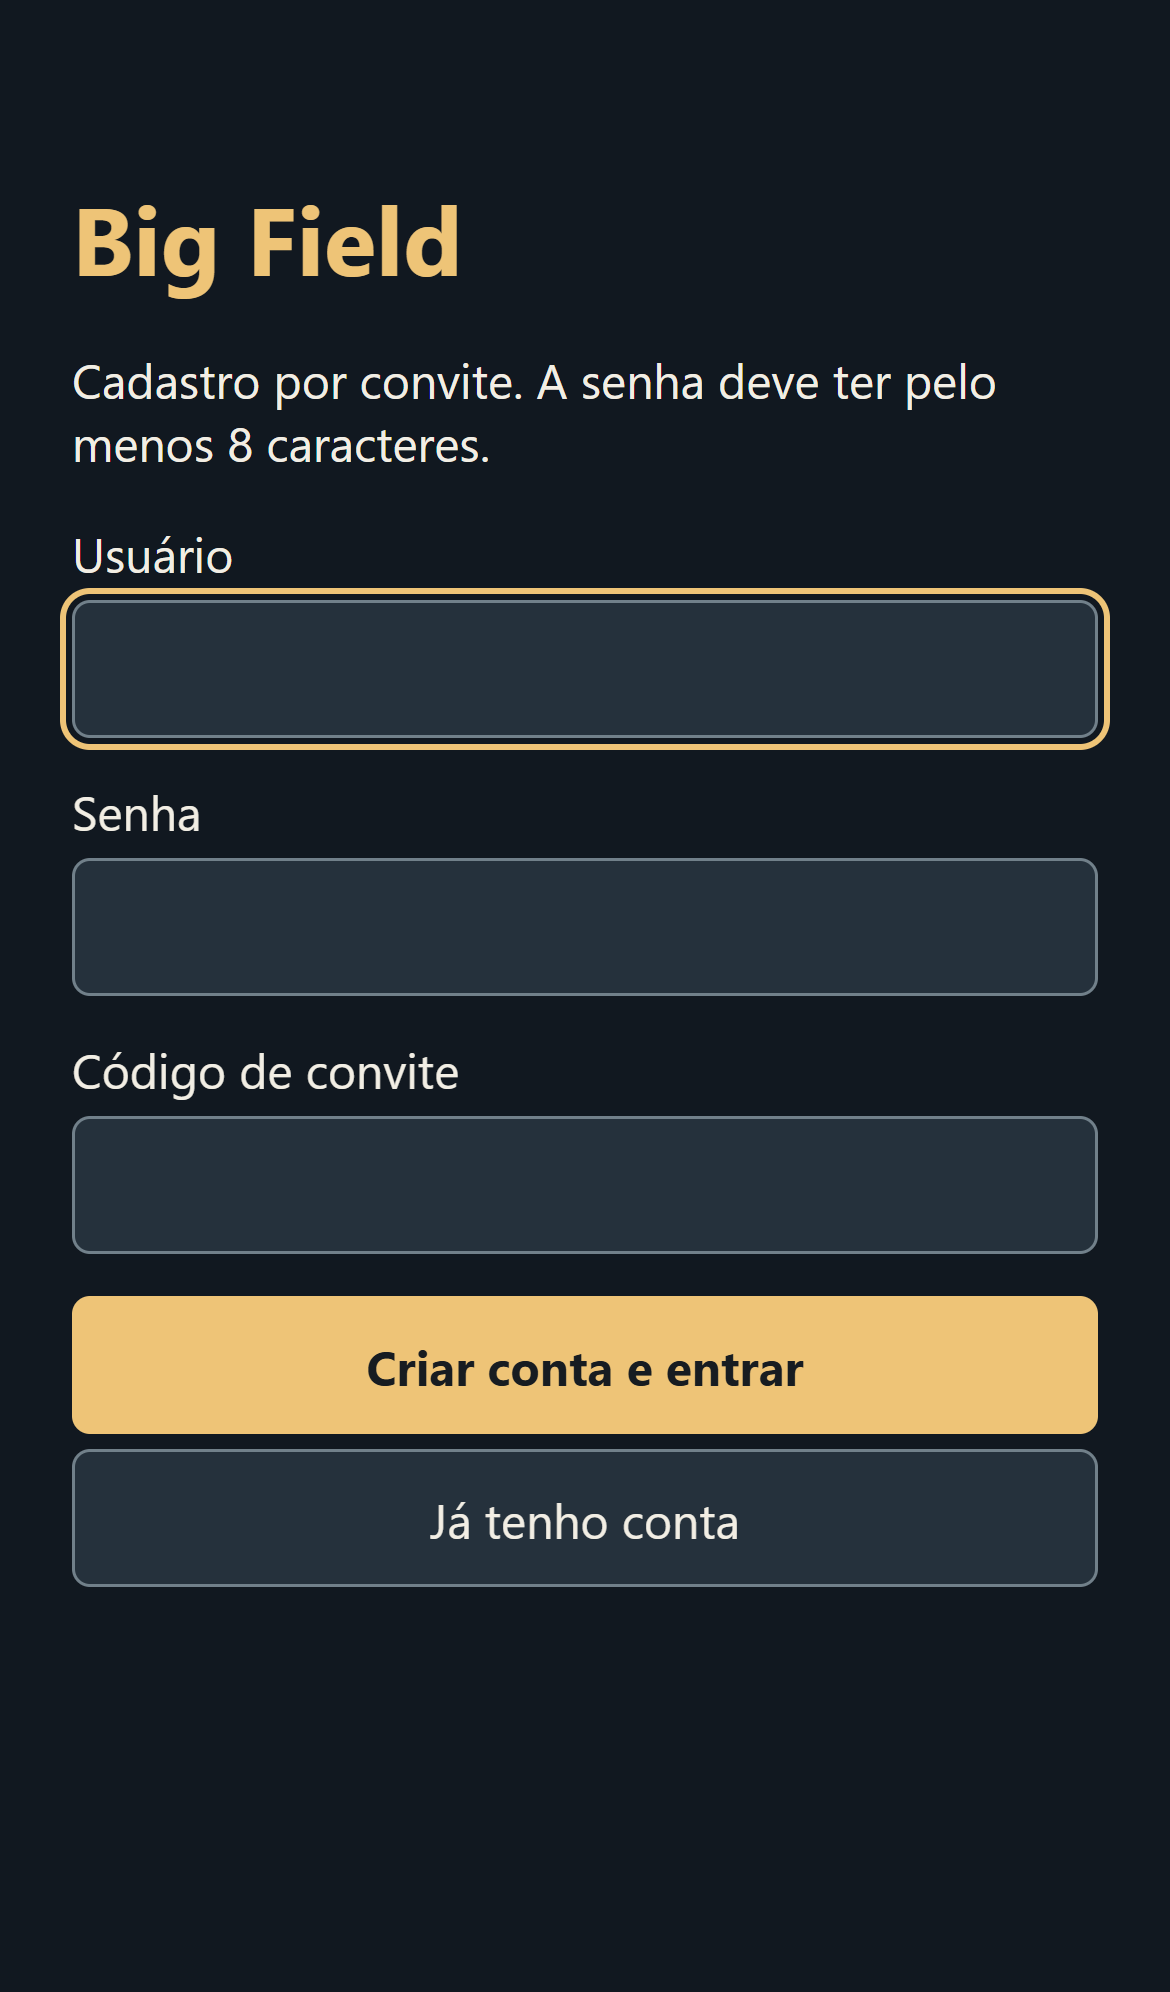 Big Field
Cadastro por convite. A senha deve ter pelo
menos 8 caracteres.
Usuário
Senha
Código de convite
Criar conta e entrar
Já tenho conta